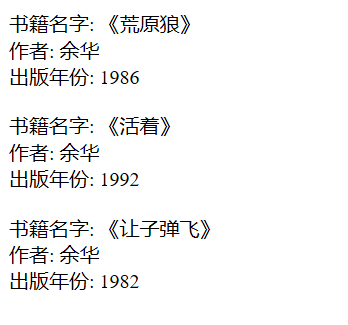 书籍名字: 《荒原狼》
作者: 余华
出版年份: 1986
书籍名字: 《活着》
作者: 余华
出版年份: 1992
书籍名字: 《让子弹飞》
作者: 余华
出版年份: 1982